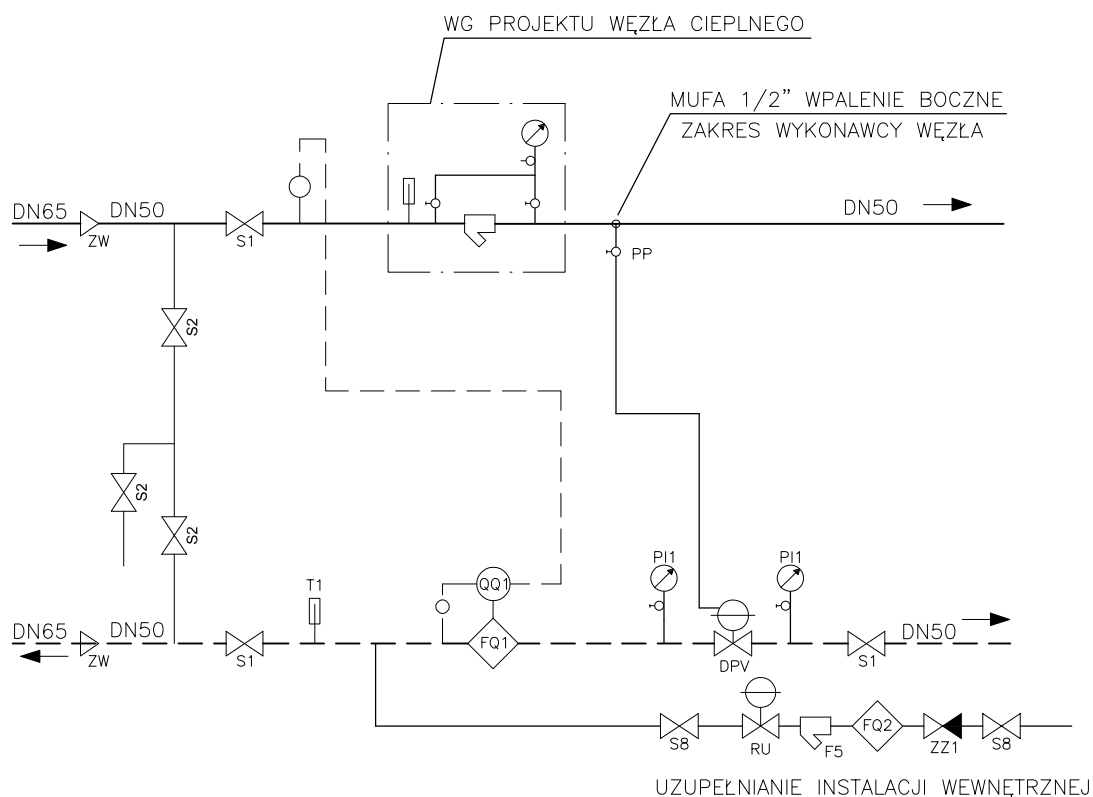 WG PROJEKTU WĘZŁA CIEPLNEGO
MUFA 1/2" WPALENIE BOCZNE
ZAKRES WYKONAWCY WĘZŁA
DN65
DN50
DN50
ZW
S1
PP
S2
S2
S2
T1
QQ1
PI1
PI1
DN65
DN50
DN50
ZW
S1
FQ1
DPV
S1
S8
RU
F5
FQ2
ZZ1
S8
UZUPEŁNIANIE INSTALACJI WEWNĘTRZNEJ